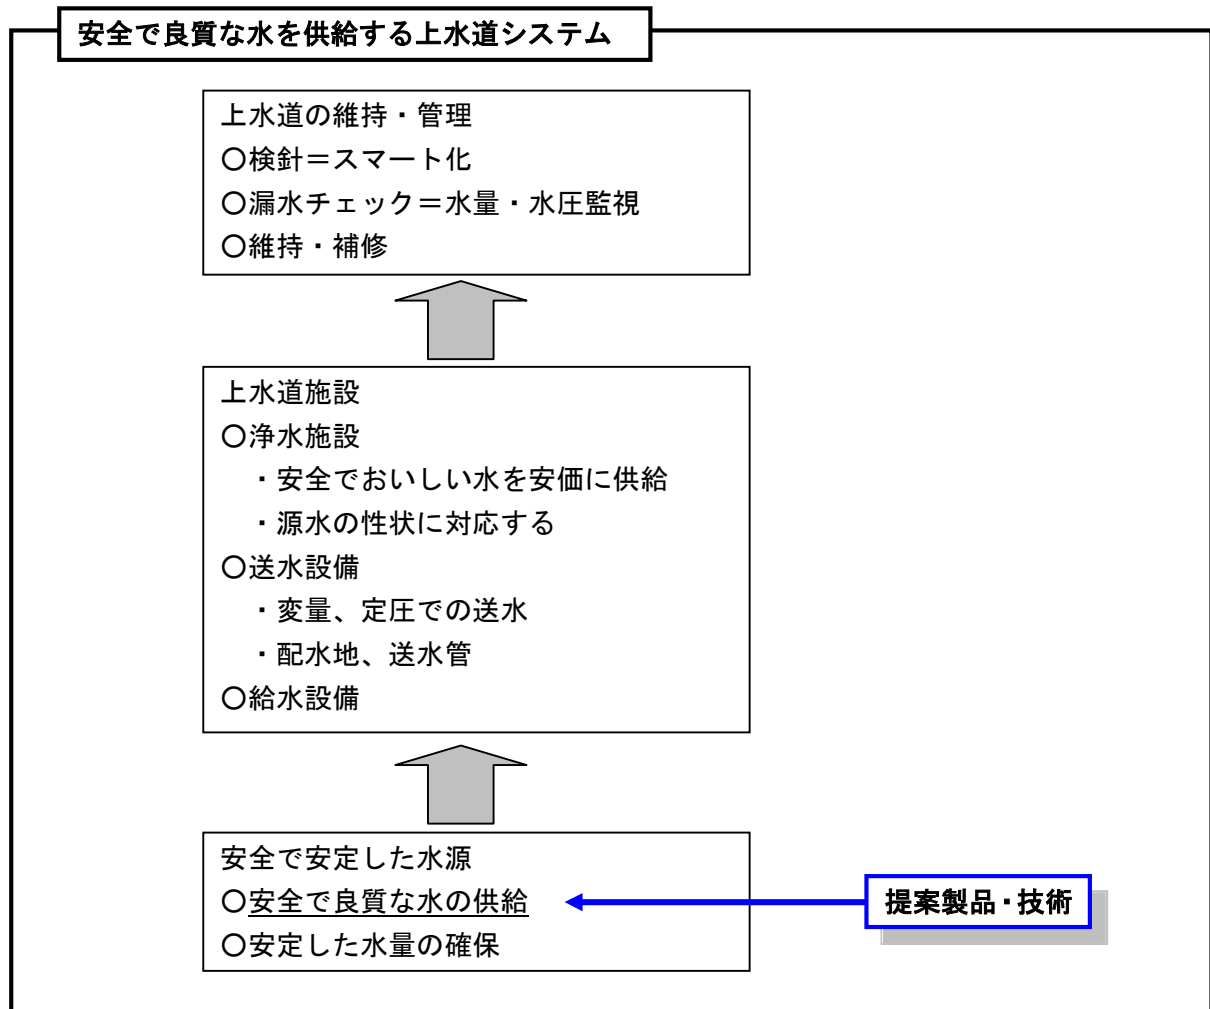 安全で良質な水を供給する上水道システム
上水道の維持・管理
○検針＝スマート化
○漏水チェック＝水量・水圧監視
○維持・補修
上水道施設
○浄水施設
・安全でおいしい水を安価に供給
・源水の性状に対応する
○送水設備
・変量、定圧での送水
・配水地、送水管
○給水設備
安全で安定した水源
○安全で良質な水の供給
提案製品・技術
○安定した水量の確保